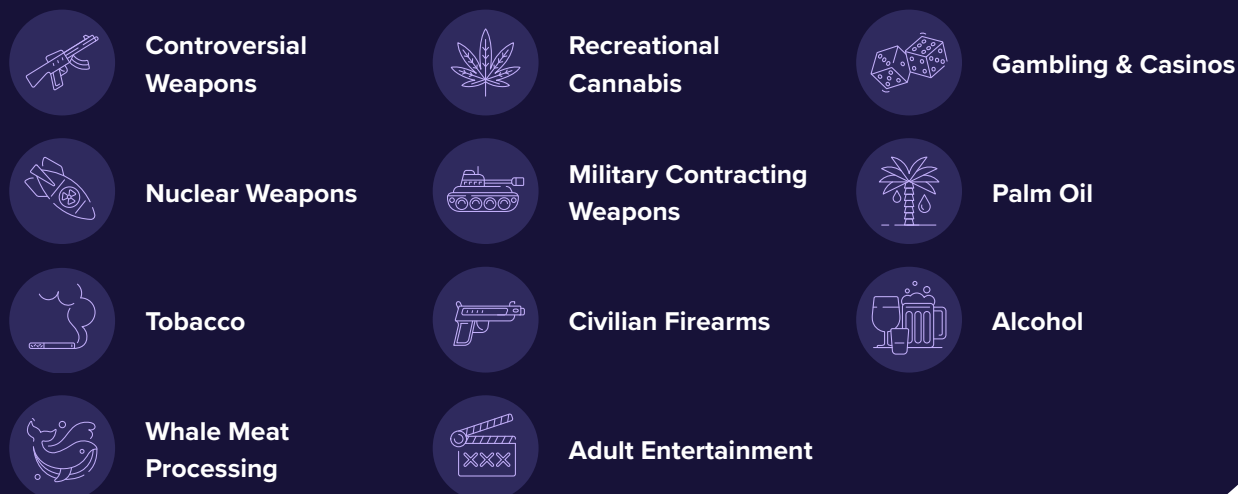 Controversial
Weapons
Recreational
Cannabis
Gambling & Casinos
Nuclear Weapons
Military Contracting
Weapons
Palm Oil
Tobacco
Civilian Firearms
Alcohol
Whale Meat
Processing
XXX
Adult Entertainment